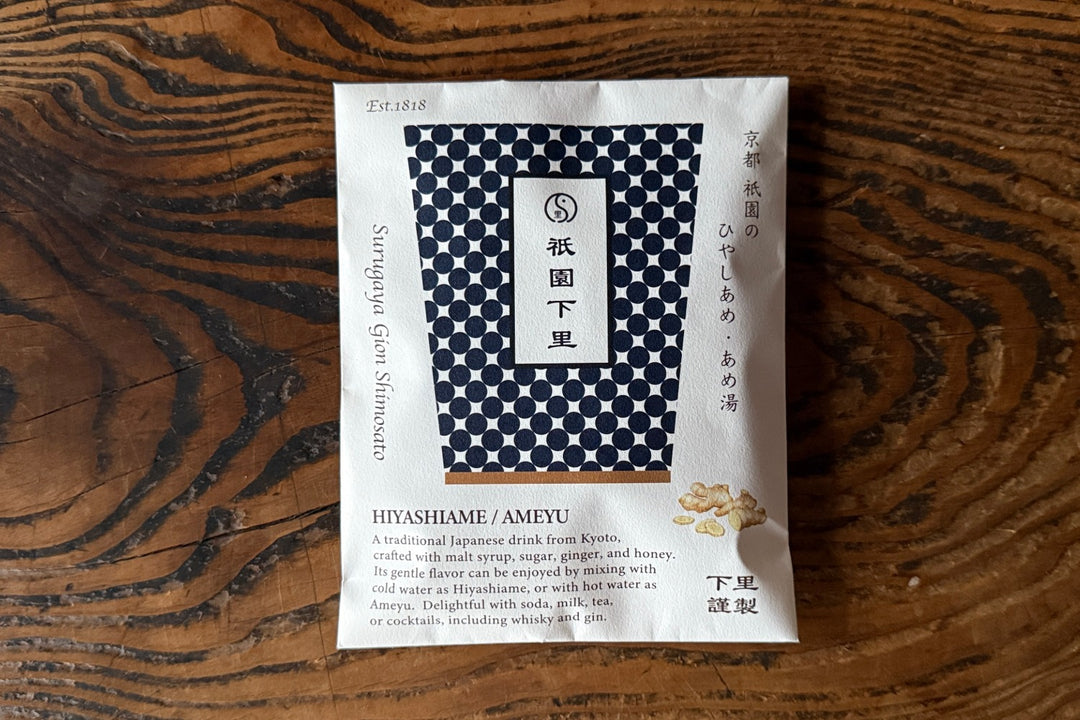 Est.1818
京都 祇園の
ひやしあめ・あめ湯
里
祇園下里
Surugaya Gion Shimosato
HIYASHIAME / AMEYU
A traditional Japanese drink from Kyoto,
crafted with malt syrup, sugar, ginger, and honey.
Its gentle flavor can be enjoyed by mixing with
cold water as Hiyashiame, or with hot water as
Ameyu. Delightful with soda, milk, tea,
or cocktails, including whisky and gin.
下里
謹製